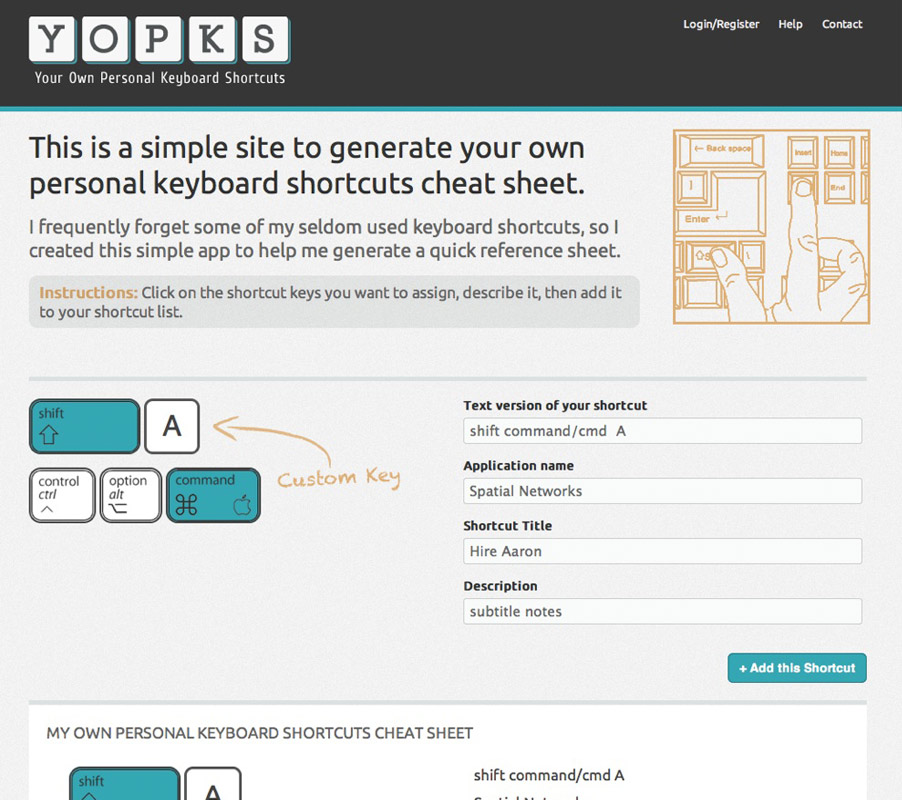 YOPKS
Your Own Personal Keyboard Shortcuts
Login/Register Help Contact
This is a simple site to generate your own
personal keyboard shortcuts cheat sheet.
I frequently forget some of my seldom used keyboard shortcuts, so I
created this simple app to help me generate a quick reference sheet.
Instructions: Click on the shortcut keys you want to assign, describe it, then add it
to your shortcut list.
← Back space
Insert
Home
]
End
Enter
\
shift
A
Custom Key
control
ctrl
option
alt
command
⌘
Text version of your shortcut
shift command/cmd A
Application name
Spatial Networks
Shortcut Title
Hire Aaron
Description
subtitle notes
+ Add this Shortcut
MY OWN PERSONAL KEYBOARD SHORTCUTS CHEAT SHEET
shift
A
shift command/cmd A